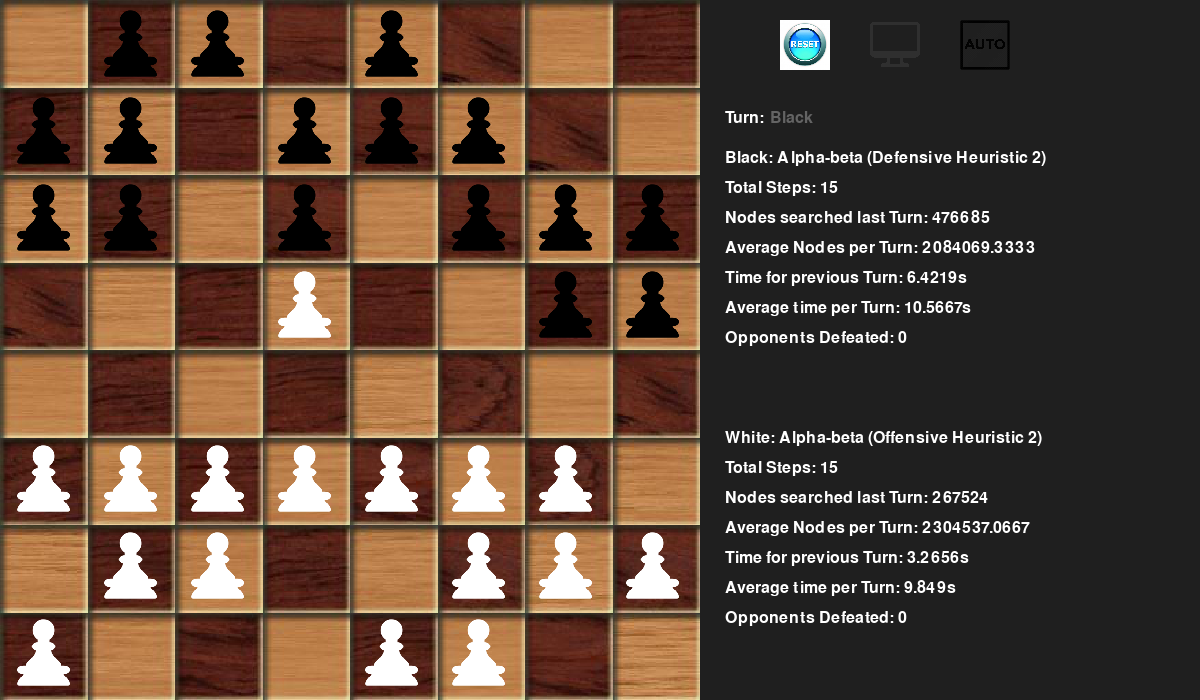 RESET
AUTO
Turn: Black
Black: Alpha-beta (Defensive Heuristic 2)
Total Steps: 15
Nodes searched last Turn: 476685
Average Nodes per Turn: 2084069.3333
Time for previous Turn: 6.4219s
Average time per Turn: 10.5667s
Opponents Defeated: 0
White: Alpha-beta (Offensive Heuristic 2)
Total Steps: 15
Nodes searched last Turn: 267524
Average Nodes per Turn: 2304537.0667
Time for previous Turn: 3.2656s
Average time per Turn: 9.849s
Opponents Defeated: 0